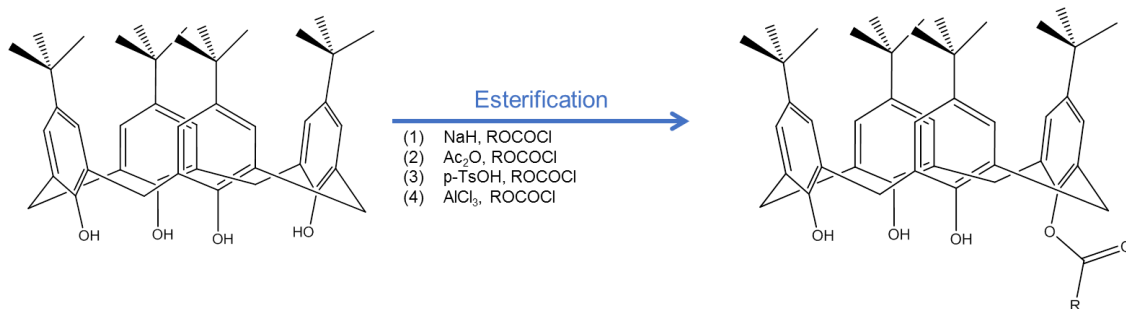 Esterification
(1) NaH, ROCOCl
(2) Ac₂O, ROCOCl
(3) p-TsOH, ROCOCl
(4) AlCl₃, ROCOCl
OH
OH
OH
HO
OH
OH
OH
O
O
R